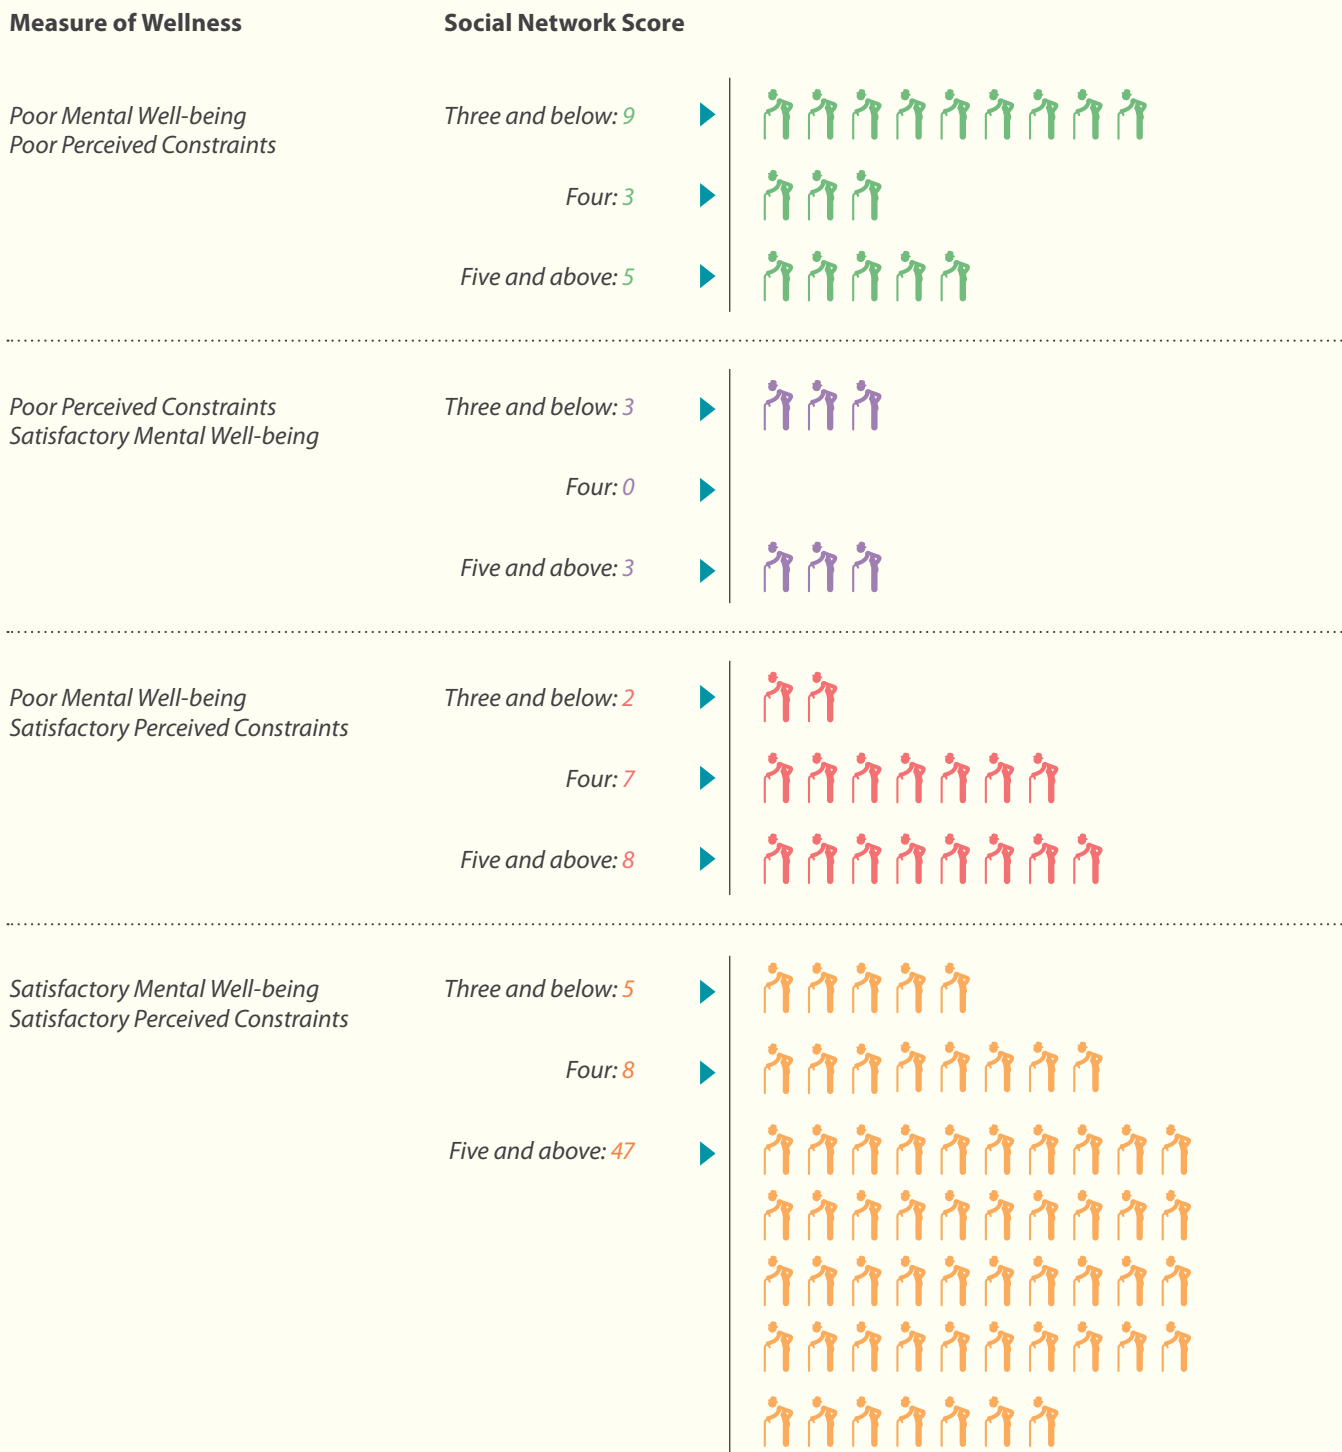 Measure of Wellness
Social Network Score
Poor Mental Well-being
Poor Perceived Constraints
Three and below: 9
Four: 3
Five and above: 5
Poor Perceived Constraints
Satisfactory Mental Well-being
Three and below: 3
Four: 0
Five and above: 3
Poor Mental Well-being
Satisfactory Perceived Constraints
Three and below: 2
Four: 7
Five and above: 8
Satisfactory Mental Well-being
Satisfactory Perceived Constraints
Three and below: 5
Four: 8
Five and above: 47